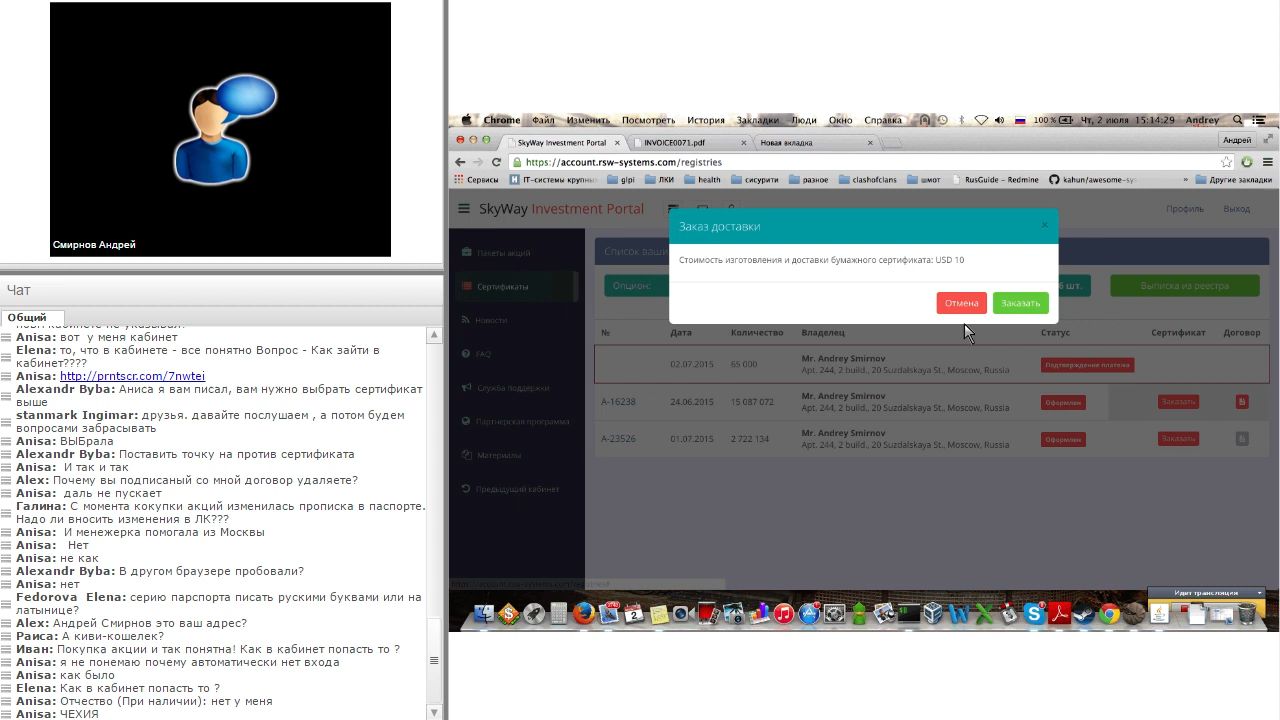 Смирнов Андрей
Чат
Общий
Anisa: вот у меня кабинет
Elena: то, что в кабинете - все понятно Вопрос - Как зайти в
кабинет????
Anisa: http://prntscr.com/7nwtei
Alexandr Byba: Аниса я вам писал, вам нужно выбрать сертификат
выше
stanmark Ingimar: друзья. давайте послушаем , а потом будем
вопросами забрасывать
Anisa: ВЫБрала
Alexandr Byba: Поставить точку на против сертификата
Anisa: И так и так
Alex: Почему вы подписаный со мной договор удаляете?
Anisa: даль не пускает
Галина: С момента кокупки акций изменилась прописка в паспорте.
Надо ли вносить изменения в ЛК???
Anisa: И менежерка помогала из Москвы
Anisa: Нет
Anisa: не как
Alexandr Byba: В другом браузере пробовали?
Anisa: нет
Fedorova Elena: серию парспорта писать рускими буквами или на
латынице?
Alex: Андрей Смирнов это ваш адрес?
Раиса: А киви-кошелек?
Иван: Покупка акции и так понятна! Как в кабинет попасть то ?
Anisa: я не понемаю почему автоматически нет входа
Anisa: как было
Elena: Как в кабинет попасть то ?
Anisa: Отчество (При наличии): нет у меня
Anisa: ЧЕХИЯ
Chrome Файл Изменить Посмотреть История Закладки Люди Окно Справка 100 % Чт, 2 июля 15:14:29 Andrey
SkyWay Investment Portal INVOICE0071.pdf Новая вкладка Андрей
https://account.rsw-systems.com/registries
Сервисы IT-системы крупны glpi ЛКИ health сисурити разное clashofclans шмот RusGuide – Redmine kahun/awesome-sy » Другие закладки
SkyWay Investment Portal Профиль Выход
Заказ доставки ×
Стоимость изготовления и доставки бумажного сертификата: USD 10
Отмена Заказать
Пакеты акций
Сертификаты
Новости
FAQ
Служба поддержки
Партнерская программа
Материалы
Предыдущий кабинет
Список ваши
Опцион: 6 шт. Выписка из реестра
№ Дата Количество Владелец Статус Сертификат Договор
02.07.2015 65 000 Mr. Andrey Smirnov
Apt. 244, 2 build., 20 Suzdalskaya St., Moscow, Russia Подтверждение платежа
A-16238 24.06.2015 15 087 072 Mr. Andrey Smirnov
Apt. 244, 2 build., 20 Suzdalskaya St., Moscow, Russia Оформлен Заказать
A-23526 01.07.2015 2 722 134 Mr. Andrey Smirnov
Apt. 244, 2 build., 20 Suzdalskaya St., Moscow, Russia Оформлен Заказать
Идет трансляция